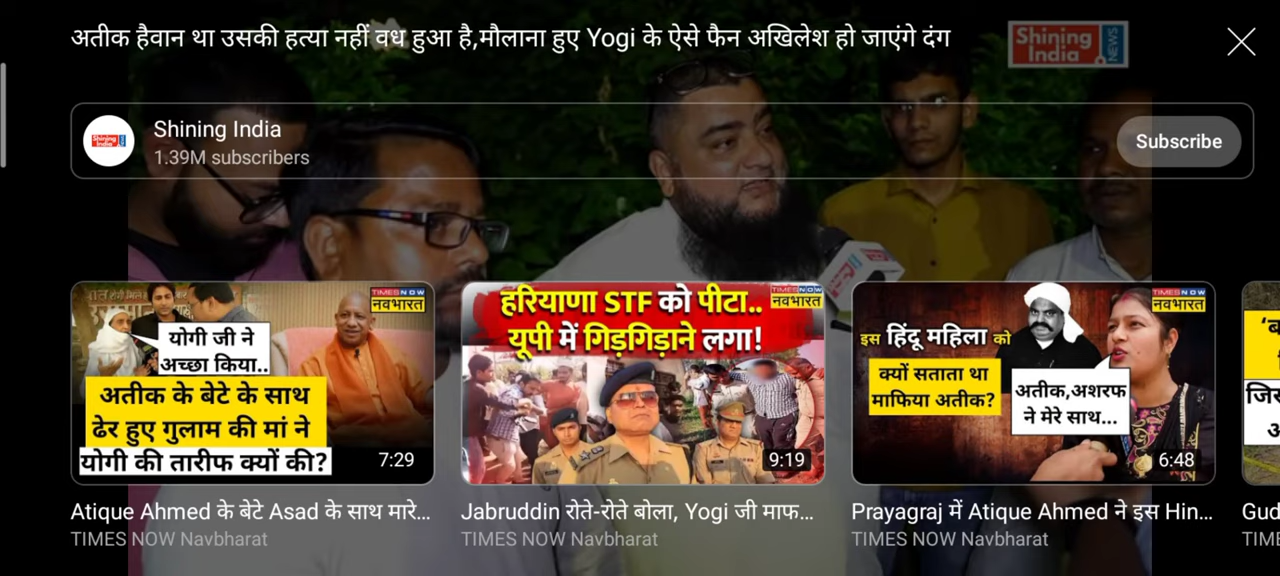 अतीक हैवान था उसकी हत्या नहीं वध हुआ है,मौलाना हुए Yogi के ऐसे फैन अखिलेश हो जाएंगे दंग
Shining
India
NEWS
Shining India
1.39M subscribers
Subscribe
TIMES NOW
नवभारत
योगी जी ने
अच्छा किया..
अतीक के बेटे के साथ
ढेर हुए गुलाम की मां ने
योगी की तारीफ क्यों की?
7:29
Atique Ahmed के बेटे Asad के साथ मारे...
TIMES NOW Navbharat
हरियाणा STF को पीटा..
यूपी में गिड़गिड़ाने लगा!
TIMES NOW
नवभारत
9:19
Jabruddin रोते-रोते बोला, Yogi जी माफ...
TIMES NOW Navbharat
TIMES NOW
नवभारत
इस हिंदू महिला को
क्यों सताता था
माफिया अतीक?
अतीक,अशरफ
ने मेरे साथ...
6:48
Prayagraj में Atique Ahmed ने इस Hin...
TIMES NOW Navbharat
Gud
TIME